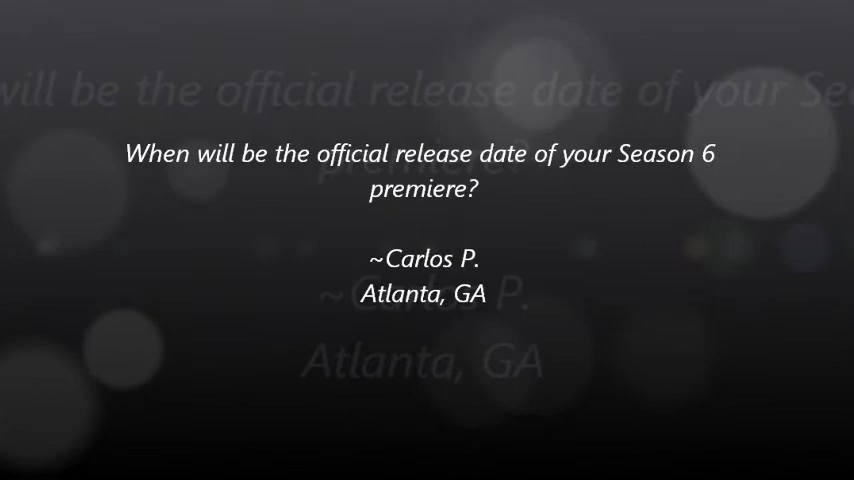 When will be the official release date of your Season 6
premiere?
~Carlos P.
Atlanta, GA